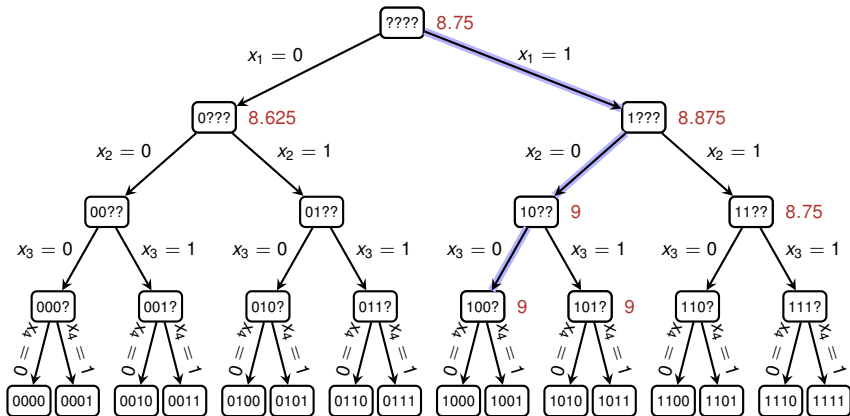 ???? 8.75
x₁ = 0 x₁ = 1
0??? 8.625 1??? 8.875
x₂ = 0 x₂ = 1 x₂ = 0 x₂ = 1
00?? 01?? 10?? 9 11?? 8.75
x₃ = 0 x₃ = 1 x₃ = 0 x₃ = 1 x₃ = 0 x₃ = 1 x₃ = 0 x₃ = 1
000? 001? 010? 011? 100? 9 101? 9 110? 111?
x₄ = 0 x₄ = 1 x₄ = 0 x₄ = 1 x₄ = 0 x₄ = 1 x₄ = 0 x₄ = 1 x₄ = 0 x₄ = 1 x₄ = 0 x₄ = 1 x₄ = 0 x₄ = 1 x₄ = 0 x₄ = 1
0000 0001 0010 0011 0100 0101 0110 0111 1000 1001 1010 1011 1100 1101 1110 1111